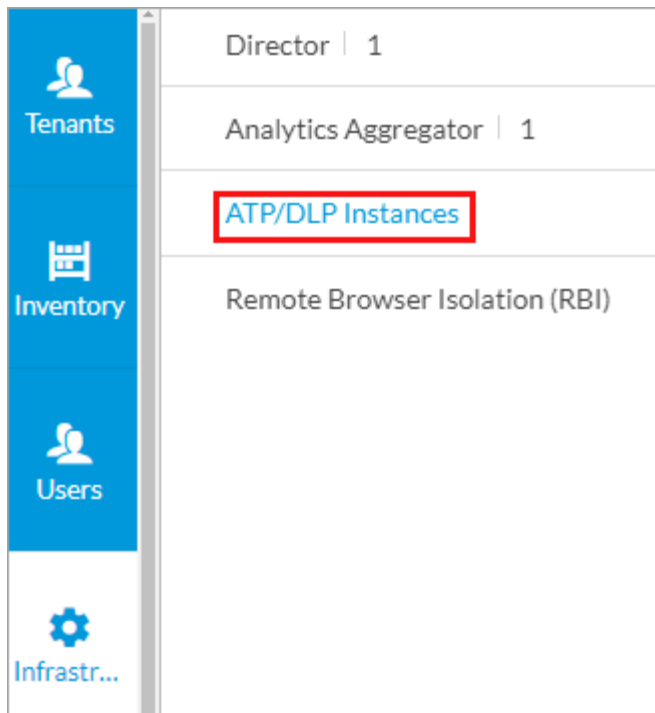 Tenants
Inventory
Users
Infrastr...
Director | 1
Analytics Aggregator | 1
ATP/DLP Instances
Remote Browser Isolation (RBI)